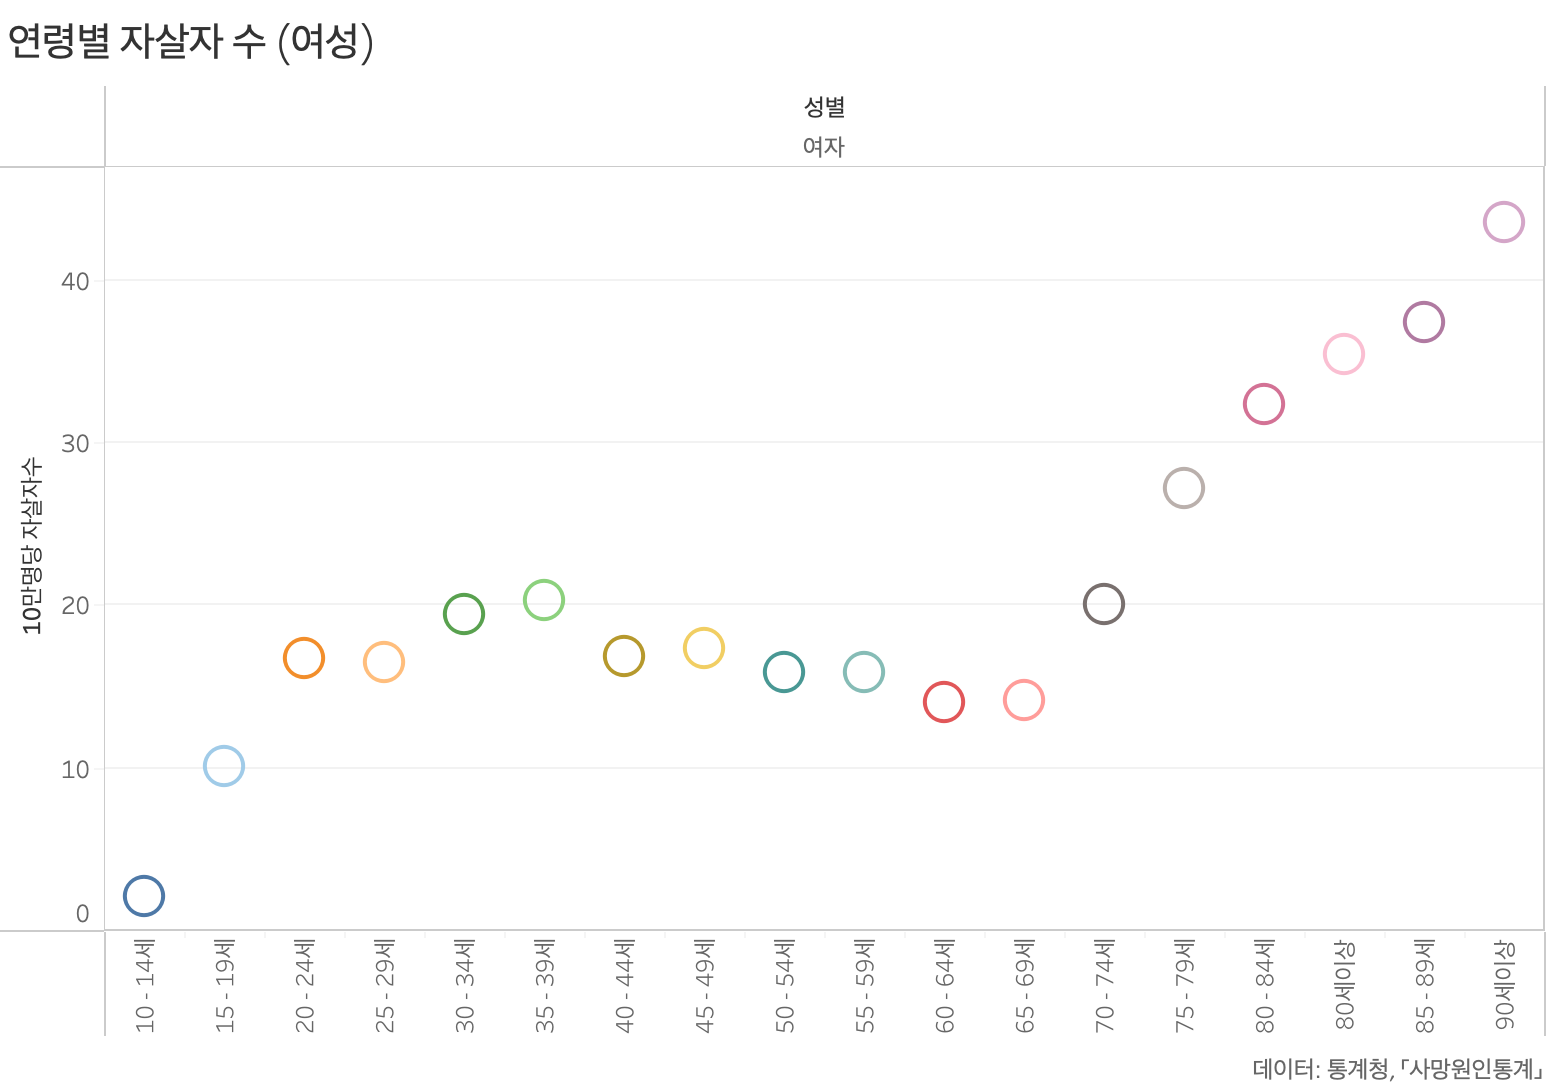 연령별 자살자 수 (여성)
성별
여자
10만명당 자살자수
40
30
20
10
0
10 - 14세
15 - 19세
20 - 24세
25 - 29세
30 - 34세
35 - 39세
40 - 44세
45 - 49세
50 - 54세
55 - 59세
60 - 64세
65 - 69세
70 - 74세
75 - 79세
80 - 84세
80세이상
85 - 89세
90세이상
데이터: 통계청, 「사망원인통계」